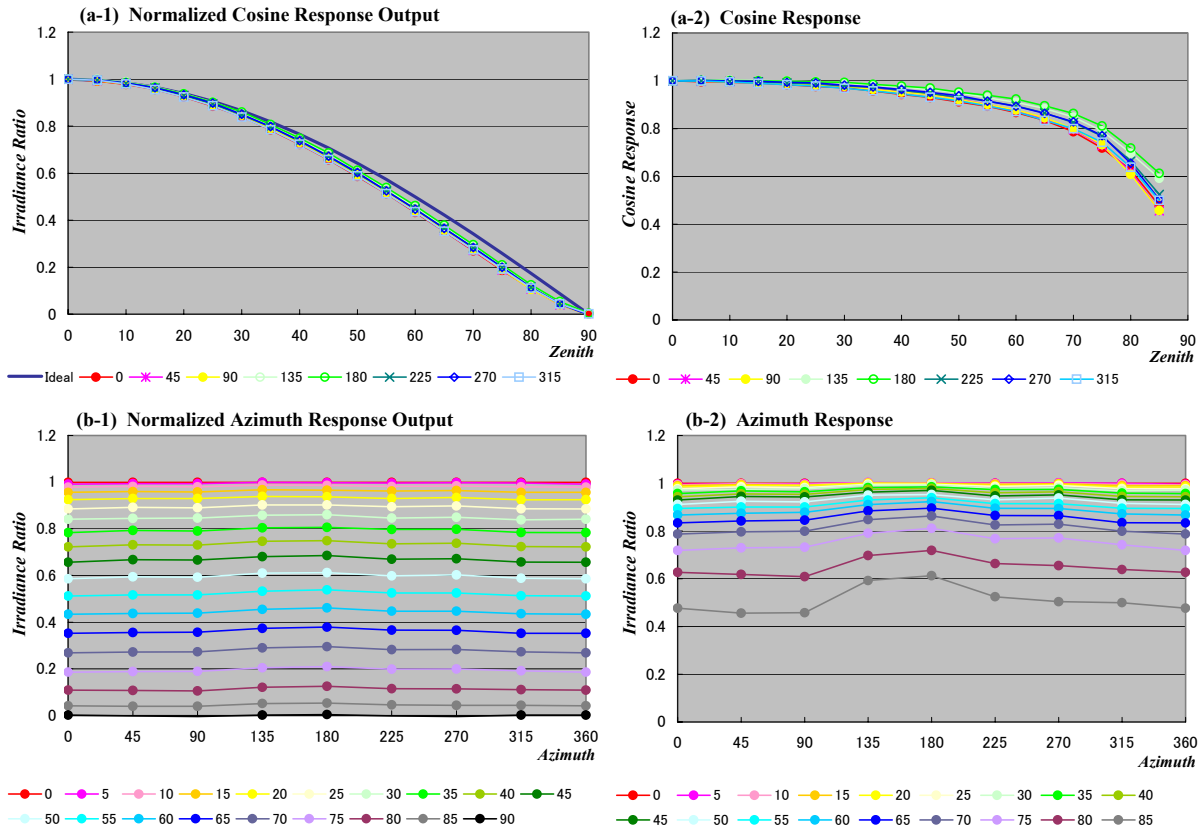 (a-1) Normalized Cosine Response Output
1.2
1
0.8
0.6
0.4
0.2
0
Irradiance Ratio
0 10 20 30 40 50 60 70 80 90
Zenith
Ideal 0 45 90 135 180 225 270 315
(a-2) Cosine Response
1.2
1
0.8
0.6
0.4
0.2
0
Cosine Response
0 10 20 30 40 50 60 70 80 90
Zenith
0 45 90 135 180 225 270 315
(b-1) Normalized Azimuth Response Output
1.2
1
0.8
0.6
0.4
0.2
0
Irradiance Ratio
0 45 90 135 180 225 270 315 360
Azimuth
0 5 10 15 20 25 30 35 40 45
50 55 60 65 70 75 80 85 90
(b-2) Azimuth Response
1.2
1
0.8
0.6
0.4
0.2
0
Irradiance Ratio
0 45 90 135 180 225 270 315 360
Azimuth
0 5 10 15 20 25 30 35 40
45 50 55 60 65 70 75 80 85